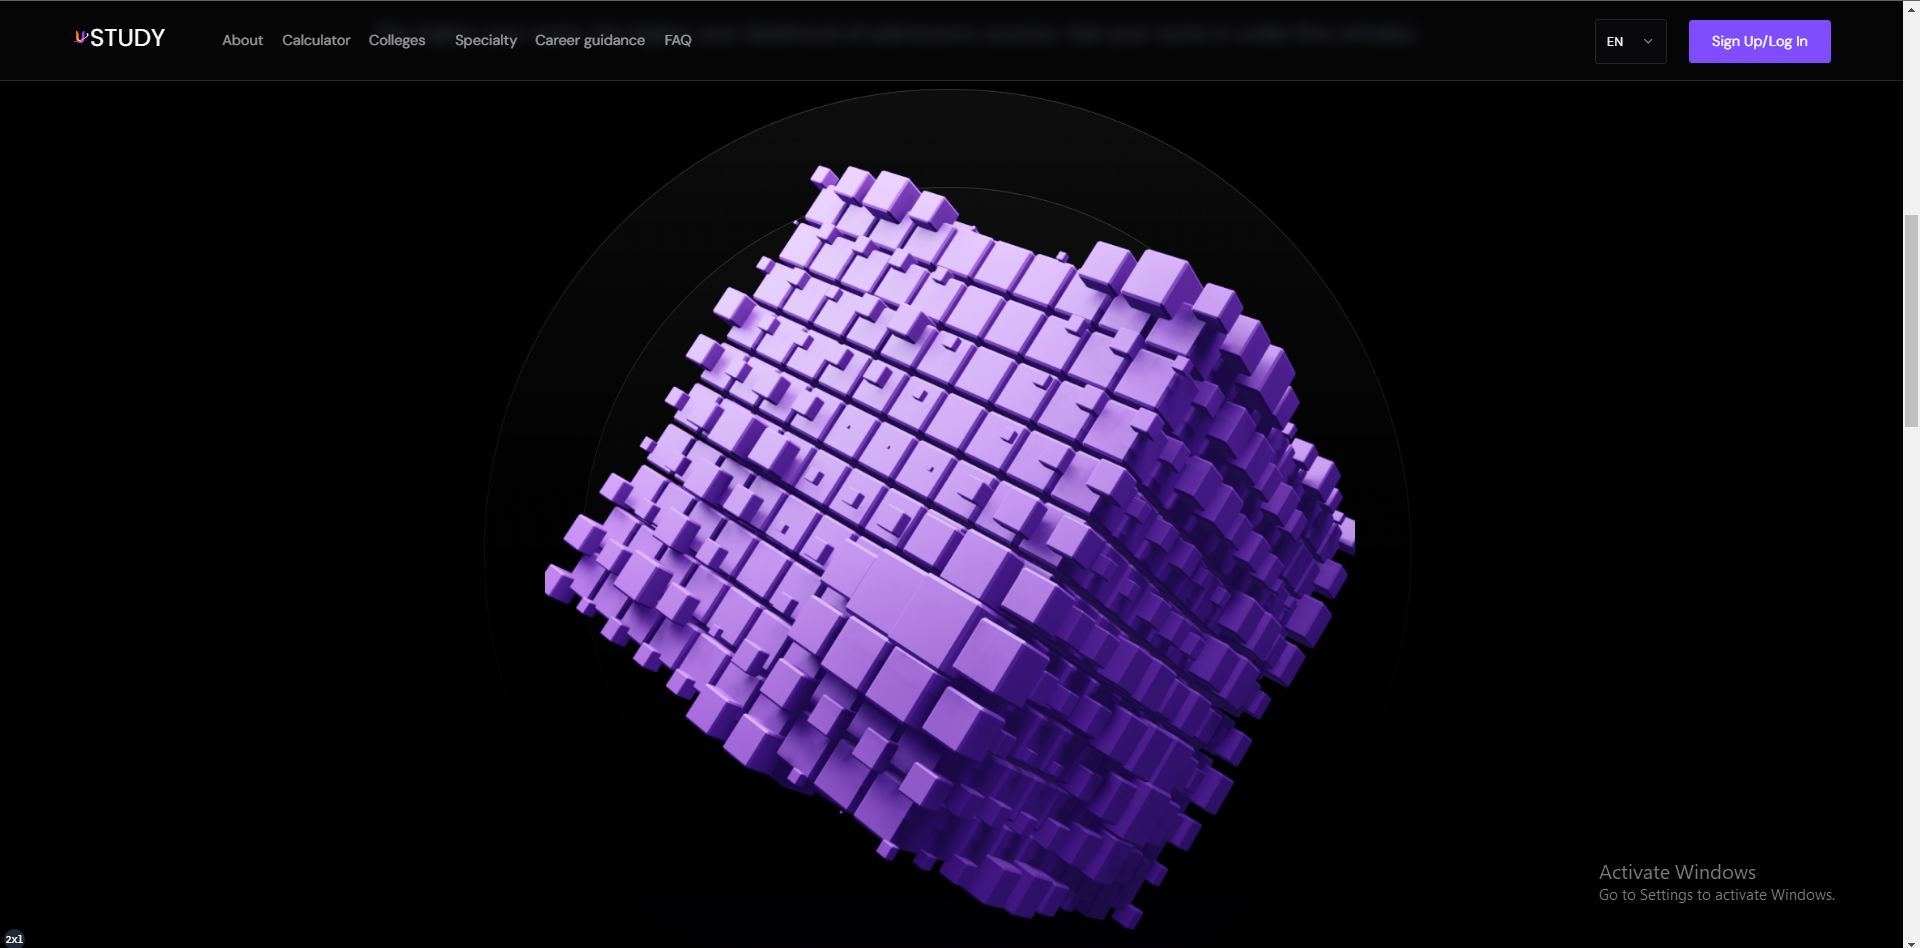 STUDY
About Calculator Colleges Specialty Career guidance FAQ
EN
Sign Up/Log In
Activate Windows
Go to Settings to activate Windows.
2xl